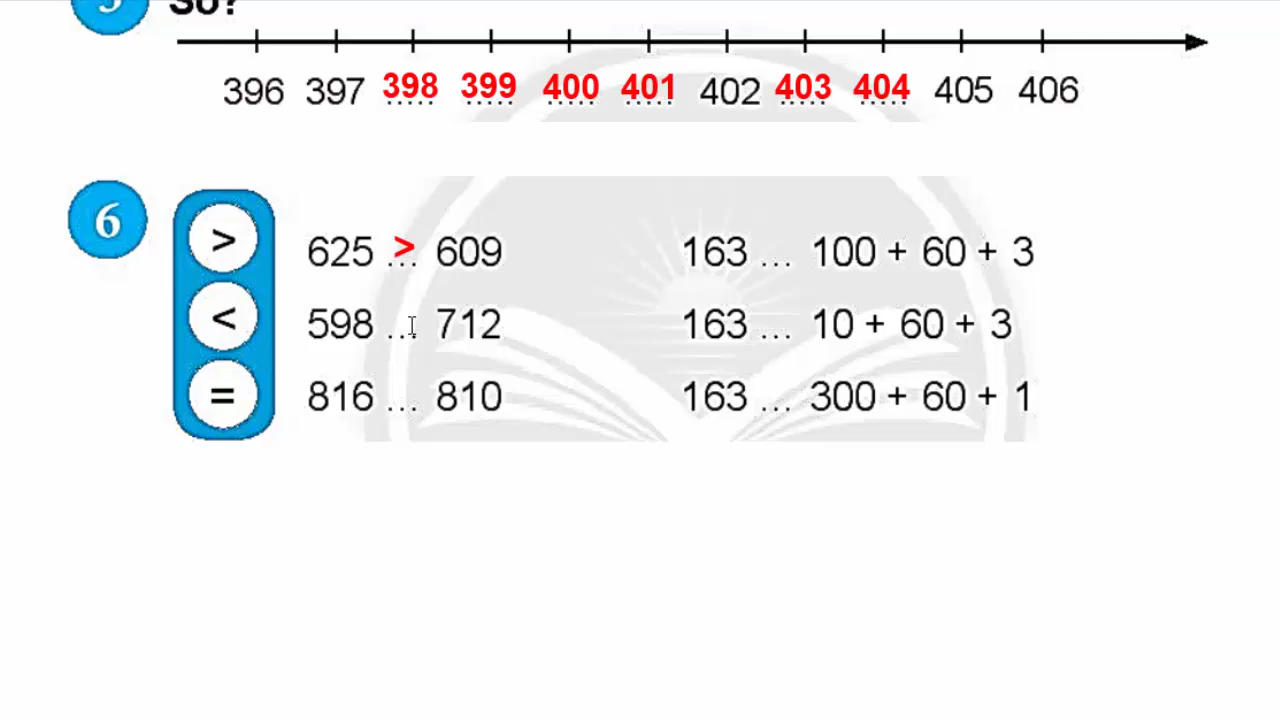 5 Số?
396 397 398 399 400 401 402 403 404 405 406
6
>
<
=
625 > 609
598 ... 712
816 ... 810
163 ... 100 + 60 + 3
163 ... 10 + 60 + 3
163 ... 300 + 60 + 1